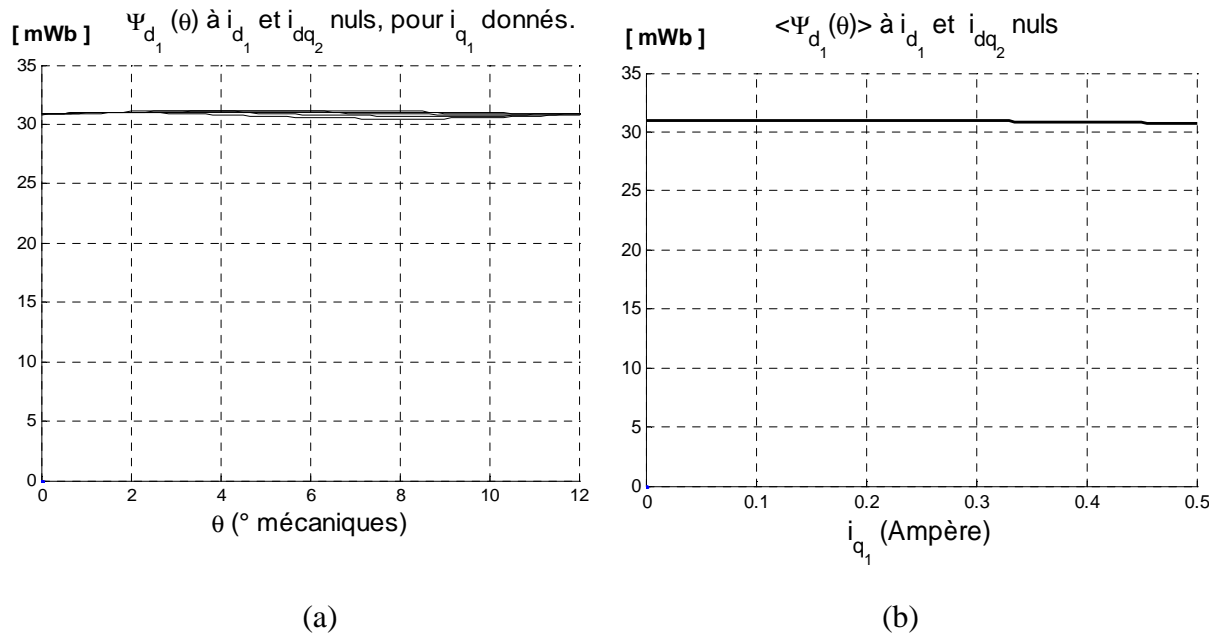 [ mWb ] Ψd1 (θ) à id1 et idq2 nuls, pour iq1 donnés.
35
30
25
20
15
10
5
0
0 2 4 6 8 10 12
θ (° mécaniques)
(a)
[ mWb ] <Ψd1(θ)> à id1 et idq2 nuls
35
30
25
20
15
10
5
0
0 0.1 0.2 0.3 0.4 0.5
iq1 (Ampère)
(b)